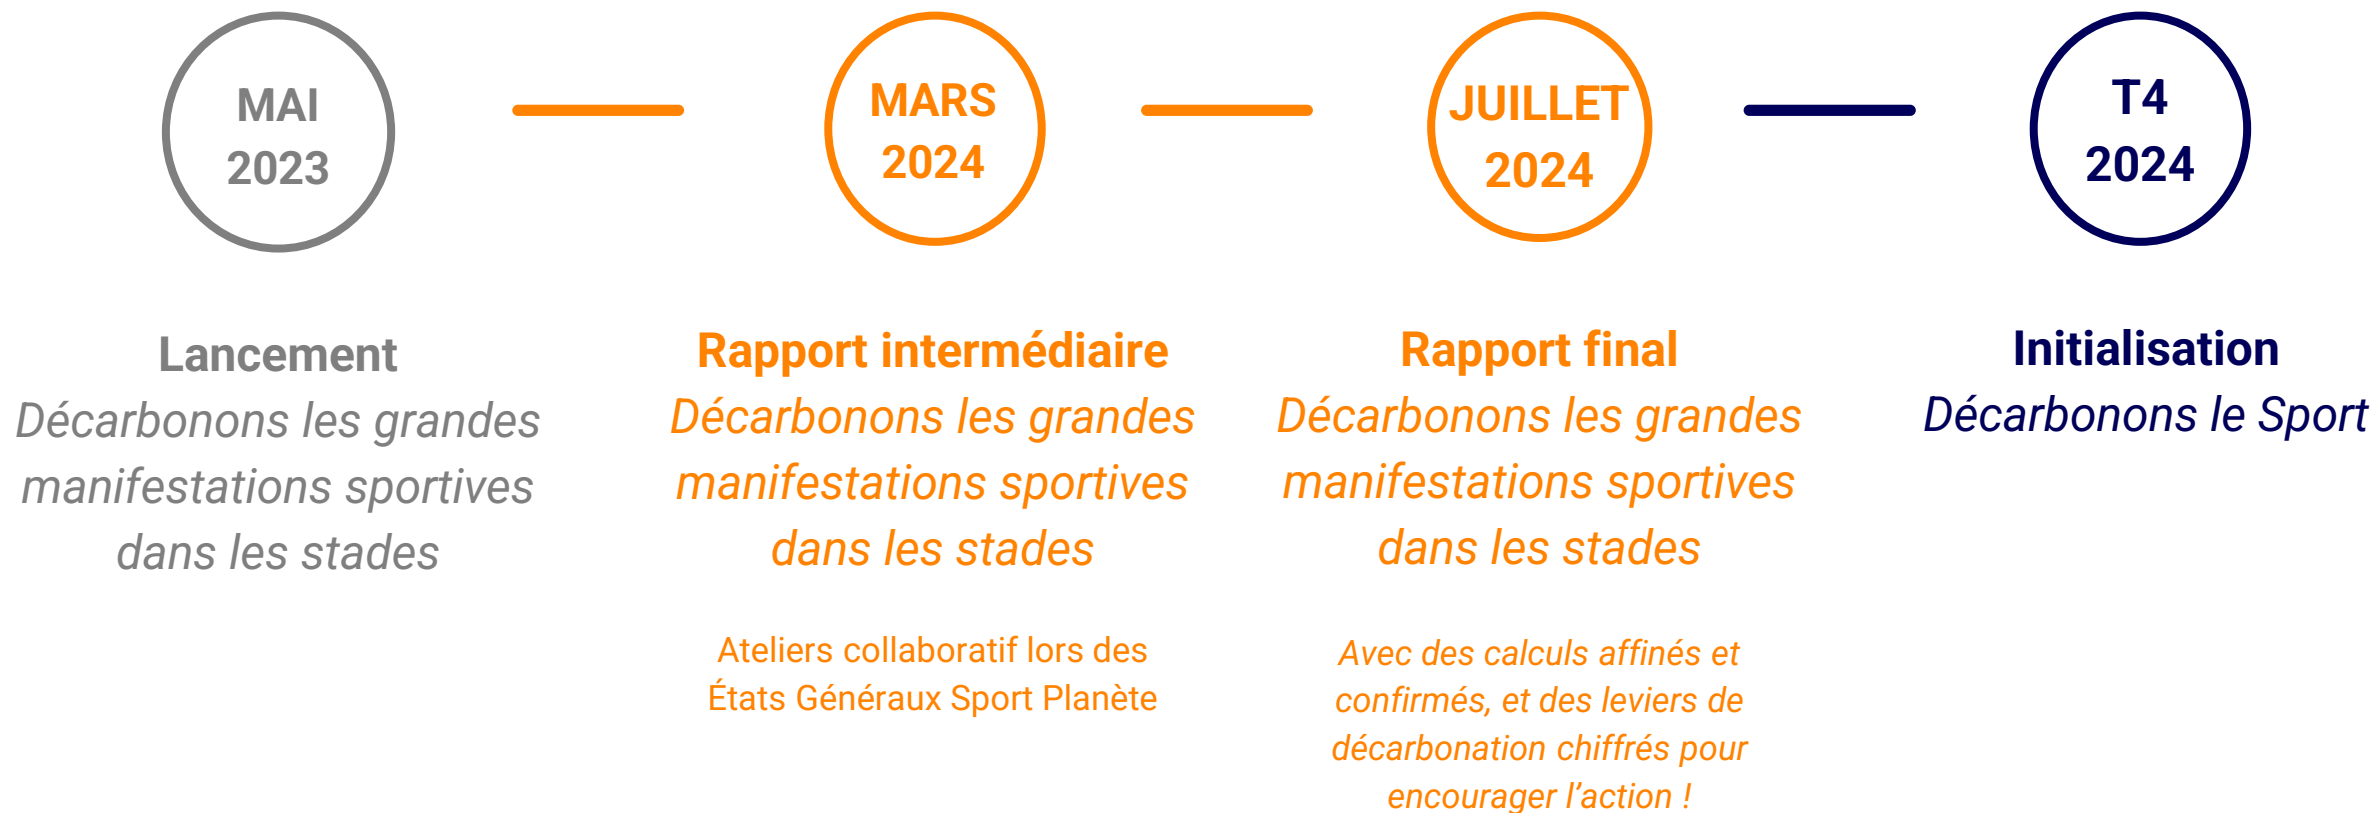 MAI
2023
Lancement
Décarbonons les grandes
manifestations sportives
dans les stades
MARS
2024
Rapport intermédiaire
Décarbonons les grandes
manifestations sportives
dans les stades
Ateliers collaboratif lors des
États Généraux Sport Planète
JUILLET
2024
Rapport final
Décarbonons les grandes
manifestations sportives
dans les stades
Avec des calculs affinés et
confirmés, et des leviers de
décarbonation chiffrés pour
encourager l’action !
T4
2024
Initialisation
Décarbonons le Sport